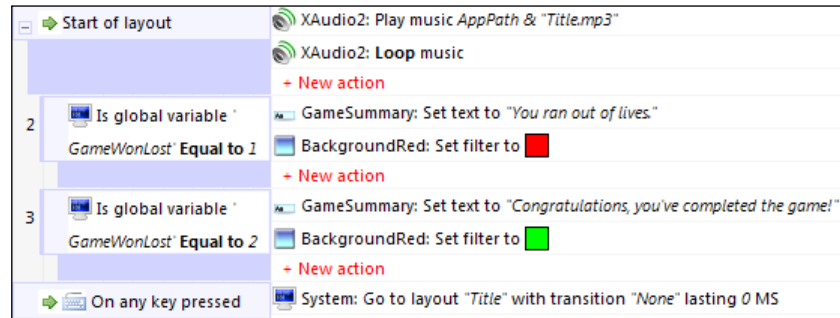 Start of layout
XAudio2: Play music AppPath & "Title.mp3"
XAudio2: Loop music
+ New action
2
Is global variable '
GameWonLost' Equal to 1
GameSummary: Set text to "You ran out of lives."
BackgroundRed: Set filter to
+ New action
3
Is global variable '
GameWonLost' Equal to 2
GameSummary: Set text to "Congratulations, you've completed the game!"
BackgroundRed: Set filter to
+ New action
On any key pressed
System: Go to layout "Title" with transition "None" lasting 0 MS